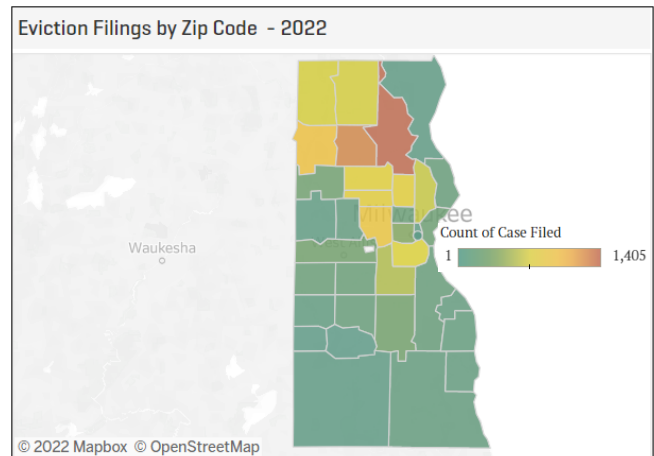 Eviction Filings by Zip Code - 2022
Milwaukee
Count of Case Filed
1
1,405
Waukesha
© 2022 Mapbox © OpenStreetMap